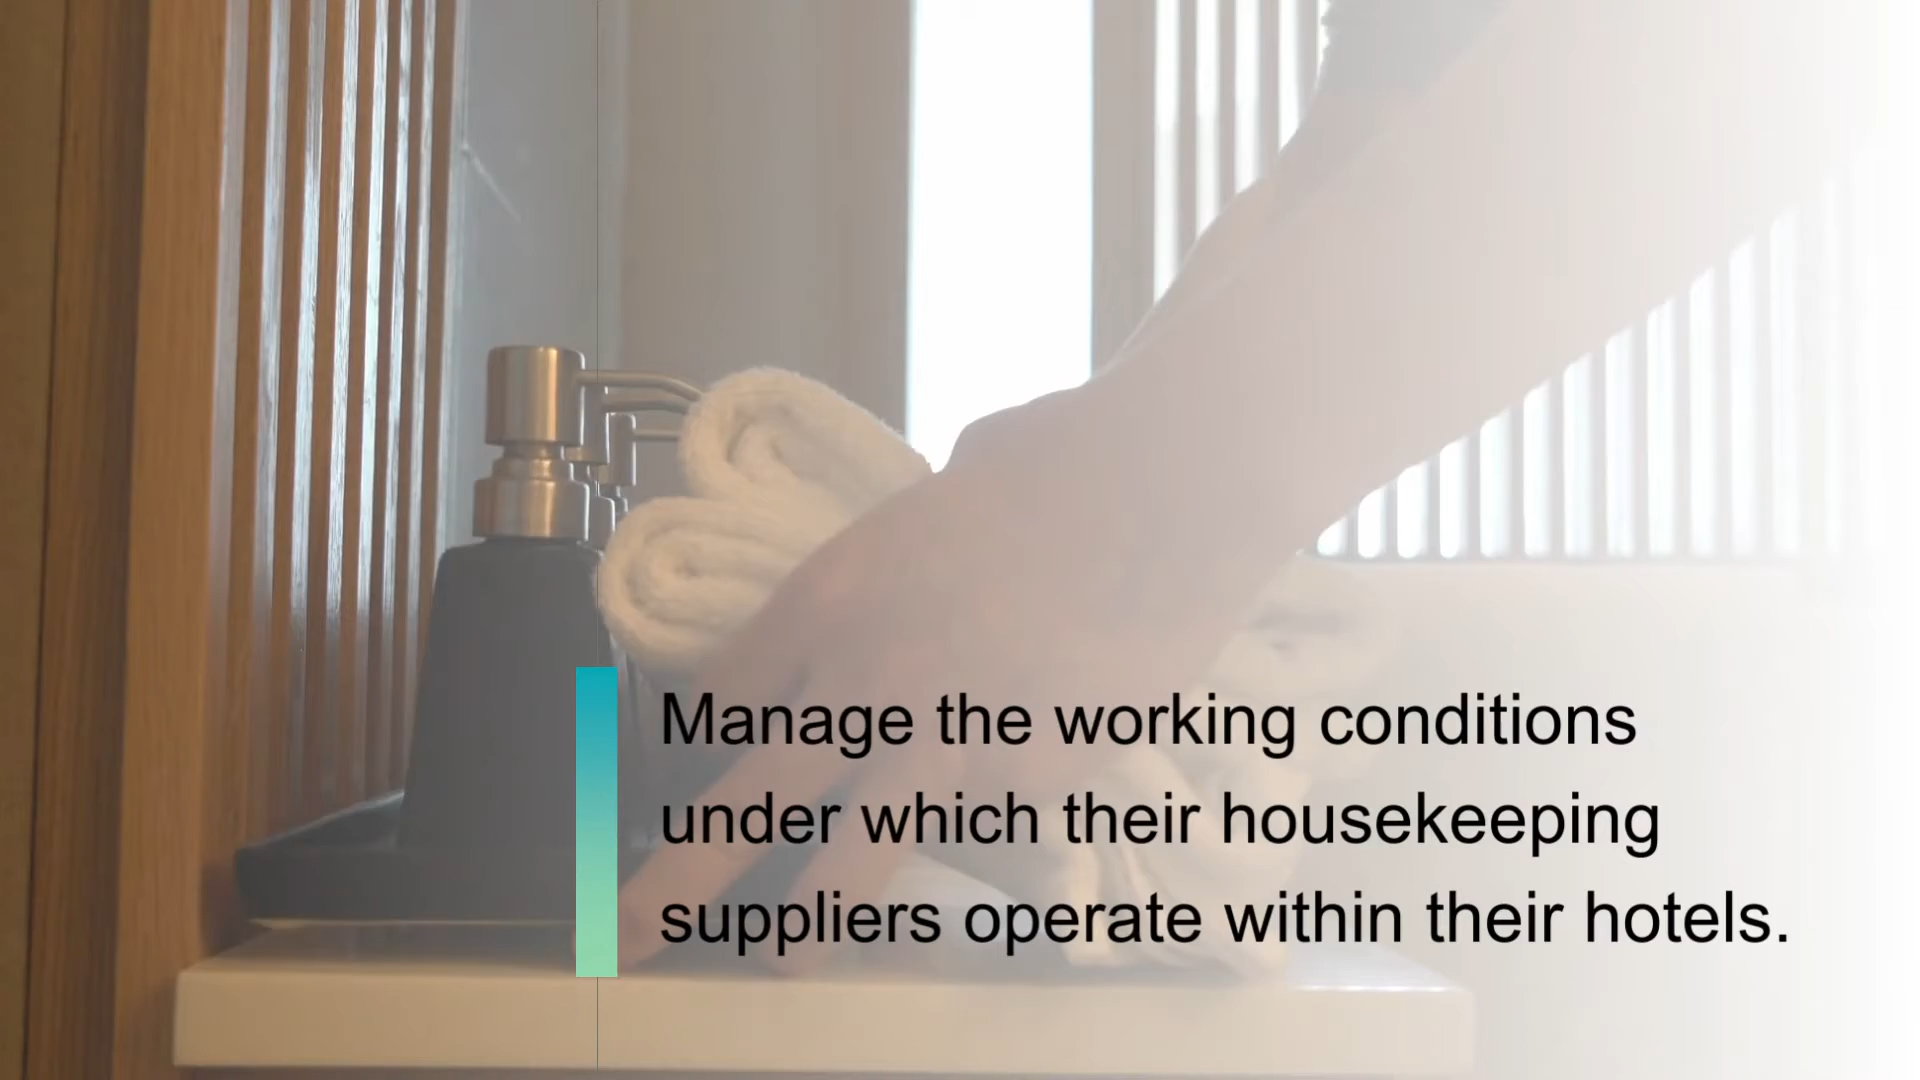 Manage the working conditions
under which their housekeeping
suppliers operate within their hotels.